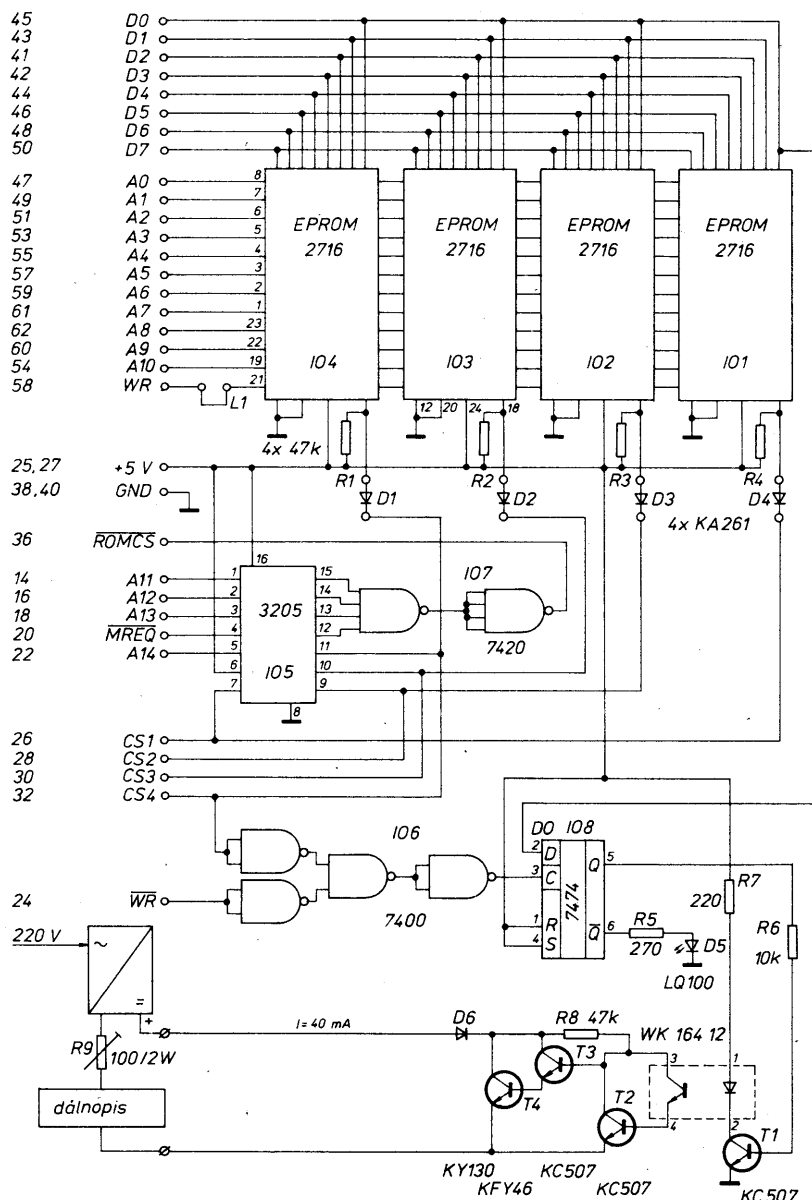 45 D0
43 D1
41 D2
42 D3
44 D4
46 D5
48 D6
50 D7
47 A0 8
49 A1 7
51 A2 6
53 A3 5
55 A4 4
57 A5 3
59 A6 2
61 A7 1
62 A8 23
60 A9 22
54 A10 19
58 WR L1 21
EPROM 2716 IO4
EPROM 2716 IO3
EPROM 2716 IO2
EPROM 2716 IO1
12 20 24 18
4x 47k
R1 R2 R3 R4
25,27 +5 V
38,40 GND
D1 D2 D3 D4
4x KA261
36 ROMCS
14 A11 1
16 A12 2
18 A13 3
20 MREQ 4
22 A14 5
6
7
16
3205
IO5
8
15
14
13
12
11
10
9
IO7
7420
26 CS1
28 CS2
30 CS3
32 CS4
IO6
7400
24 WR
D0 IO8
2 D Q 5
3 C
7474
1 R
4 S Q 6
R5
270
D5
LQ100
R7
220
R6
10k
220 V
~
=
+
I = 40 mA
D6
R8 47k
WK 164 12
R9
100/2W
dálnopis
T3
T4
T2
3 1
4 2
T1
KY130
KFY46
KC507
KC507
KC507